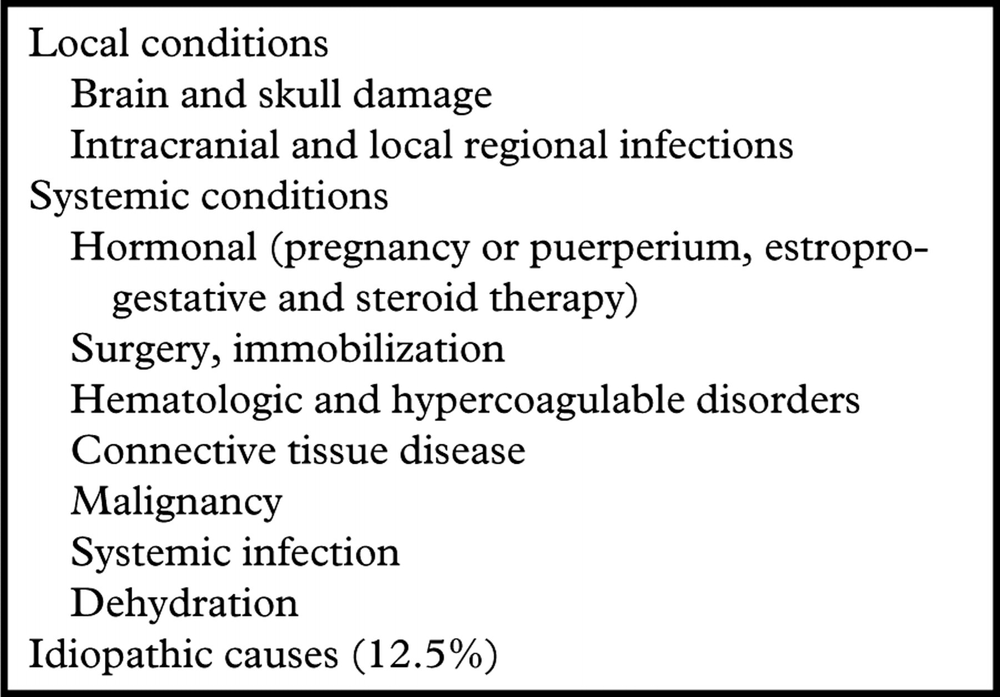 Local conditions
Brain and skull damage
Intracranial and local regional infections
Systemic conditions
Hormonal (pregnancy or puerperium, estropro-
gestative and steroid therapy)
Surgery, immobilization
Hematologic and hypercoagulable disorders
Connective tissue disease
Malignancy
Systemic infection
Dehydration
Idiopathic causes (12.5%)